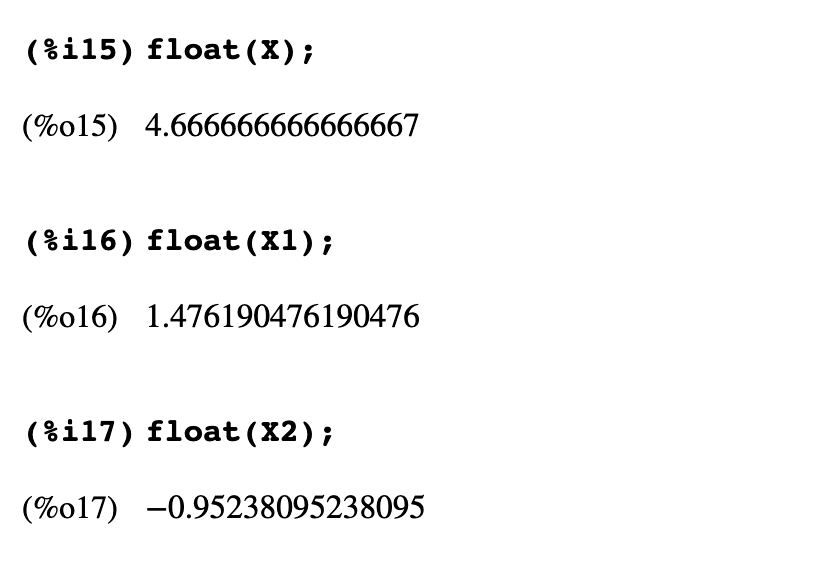 (%i15) float(X);
(%o15) 4.666666666666667
(%i16) float(X1);
(%o16) 1.476190476190476
(%i17) float(X2);
(%o17) −0.95238095238095